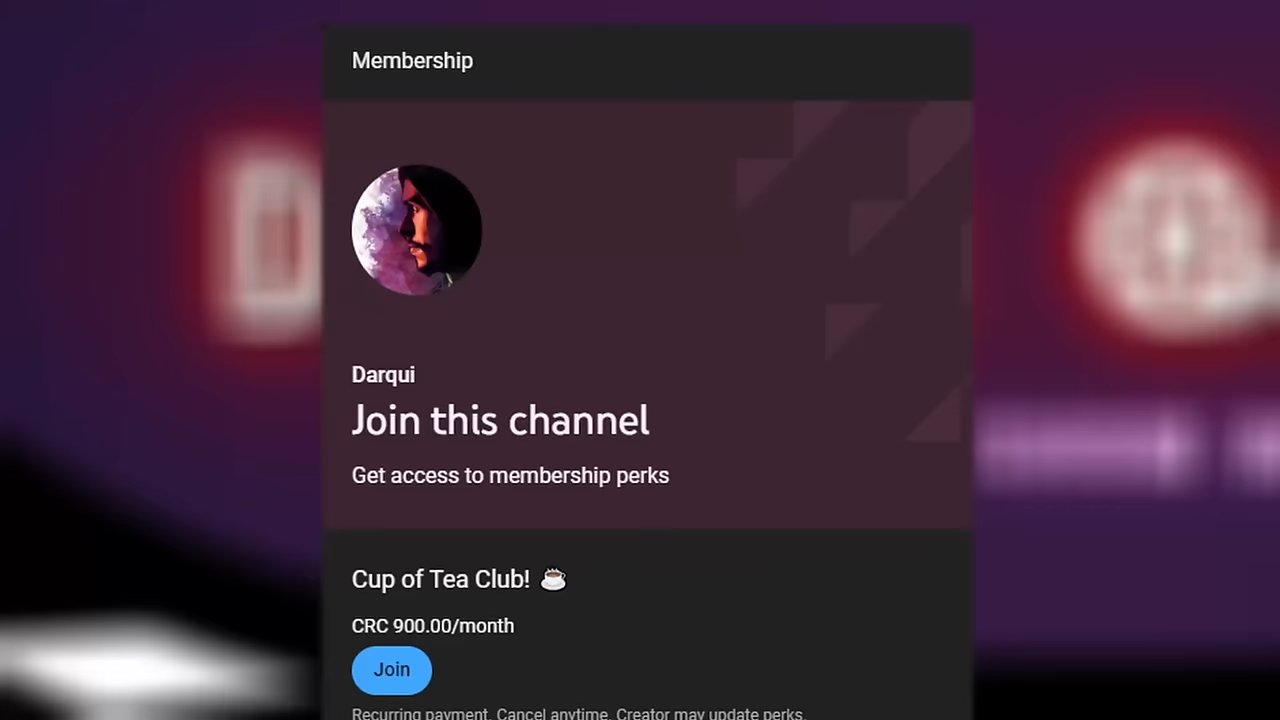 Membership
Darqui
Join this channel
Get access to membership perks
Cup of Tea Club! ☕
CRC 900.00/month
Join
Recurring payment. Cancel anytime. Creator may update perks.